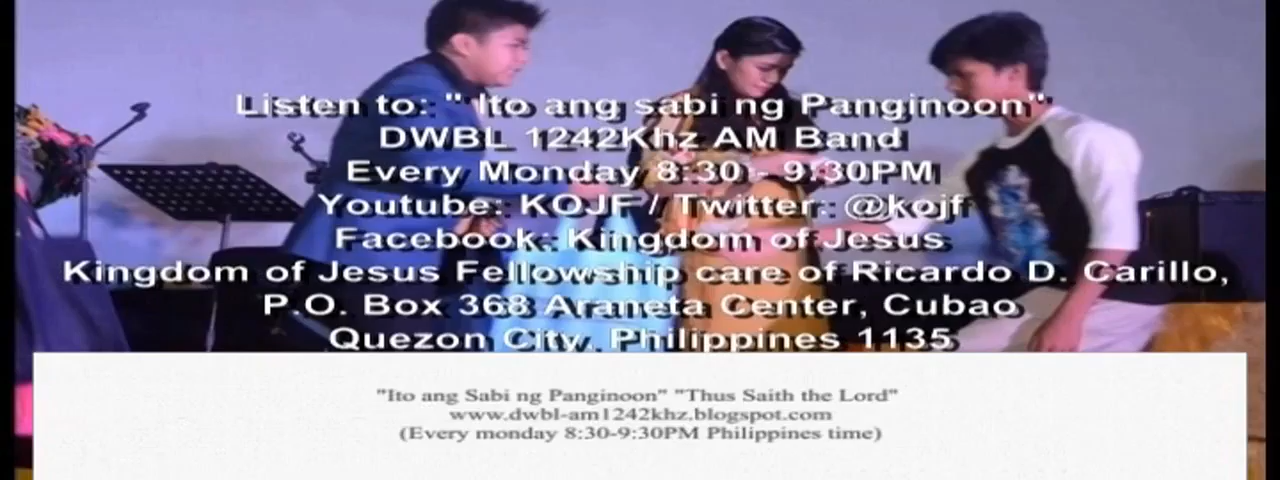 Listen to: " Ito ang sabi ng Panginoon"
DWBL 1242Khz AM Band
Every Monday 8:30 - 9:30PM
Youtube: KOJF / Twitter: @kojf
Facebook: Kingdom of Jesus
Kingdom of Jesus Fellowship care of Ricardo D. Carillo,
P.O. Box 368 Araneta Center, Cubao
Quezon City, Philippines 1135
"Ito ang Sabi ng Panginoon" "Thus Saith the Lord"
www.dwbl-am1242khz.blogspot.com
(Every monday 8:30-9:30PM Philippines time)